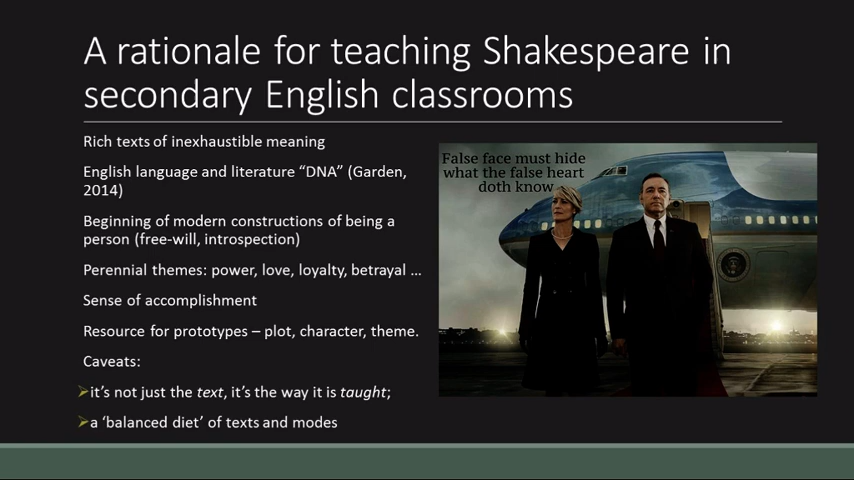 A rationale for teaching Shakespeare in
secondary English classrooms
Rich texts of inexhaustible meaning
English language and literature “DNA” (Garden,
2014)
Beginning of modern constructions of being a
person (free-will, introspection)
Perennial themes: power, love, loyalty, betrayal ...
Sense of accomplishment
Resource for prototypes – plot, character, theme.
Caveats:
it’s not just the text, it’s the way it is taught;
a ‘balanced diet’ of texts and modes
False face must hide
what the false heart
doth know